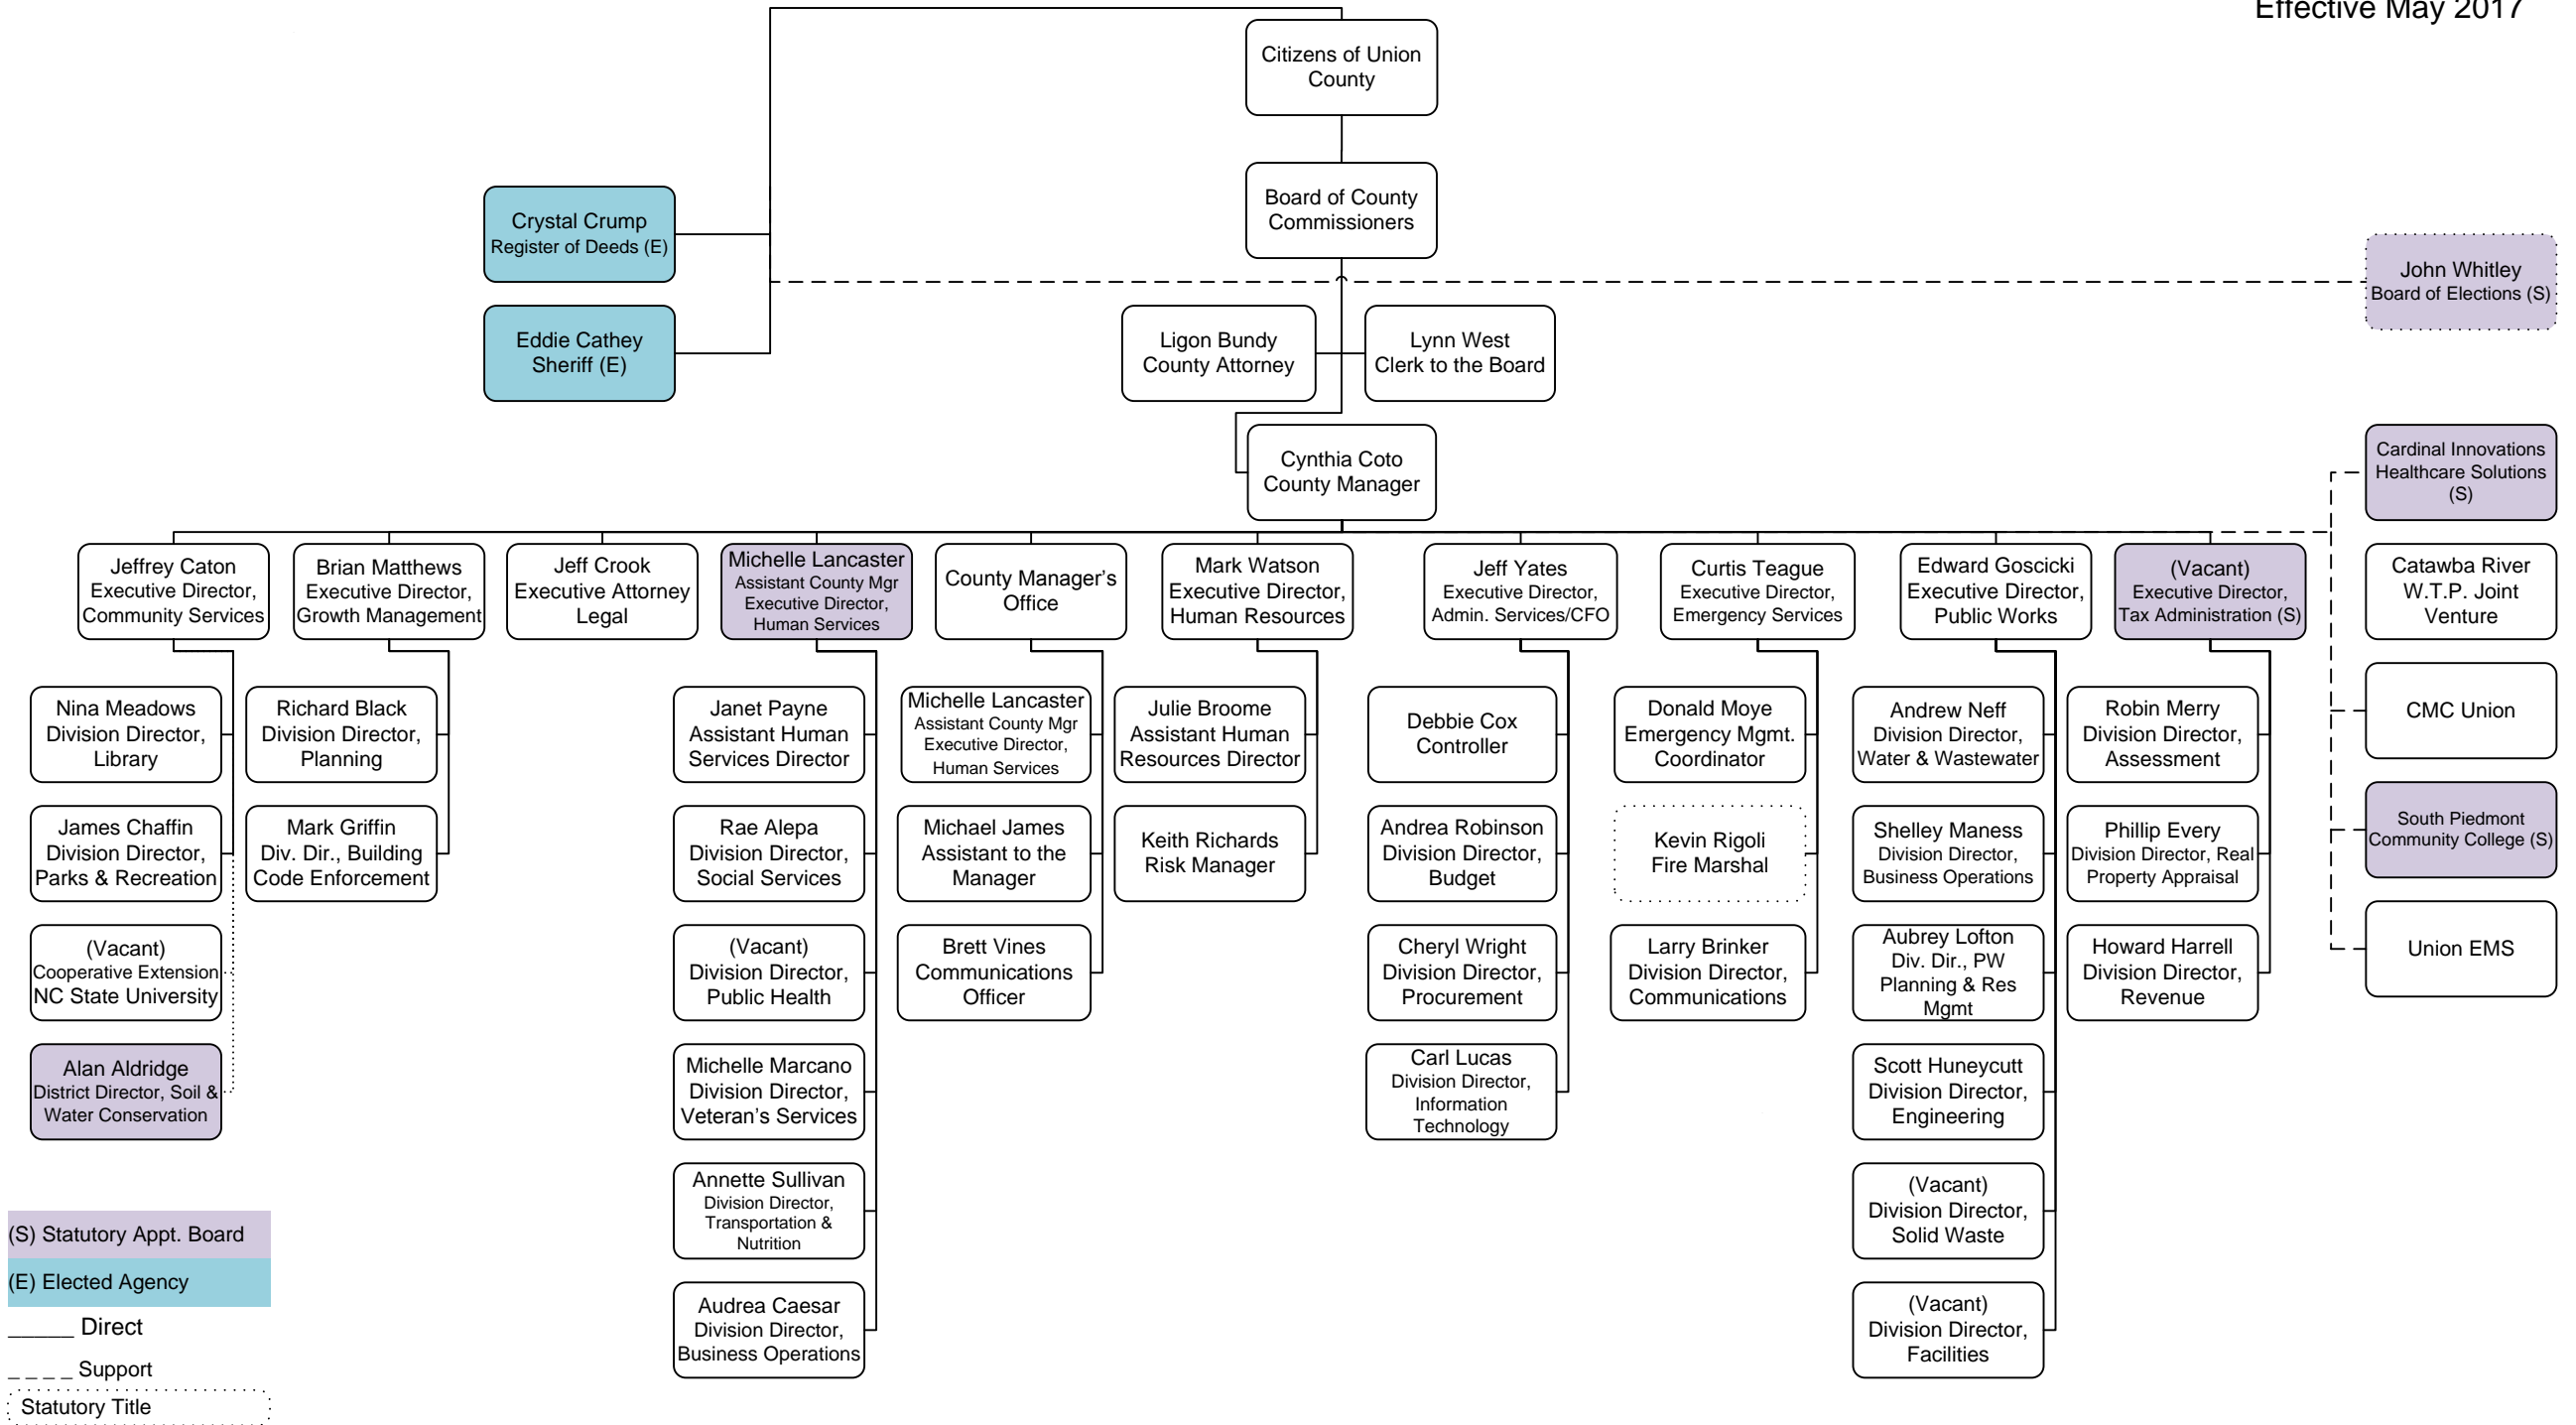 Effective May 2017
Citizens of Union
County
Board of County
Commissioners
Crystal Crump
Register of Deeds (E)
John Whitley
Board of Elections (S)
Eddie Cathey
Sheriff (E)
Ligon Bundy
County Attorney
Lynn West
Clerk to the Board
Cynthia Coto
County Manager
Cardinal Innovations
Healthcare Solutions
(S)
Jeffrey Caton
Executive Director,
Community Services
Brian Matthews
Executive Director,
Growth Management
Jeff Crook
Executive Attorney
Legal
Michelle Lancaster
Assistant County Mgr
Executive Director,
Human Services
County Manager’s
Office
Mark Watson
Executive Director,
Human Resources
Jeff Yates
Executive Director,
Admin. Services/CFO
Curtis Teague
Executive Director,
Emergency Services
Edward Goscicki
Executive Director,
Public Works
(Vacant)
Executive Director,
Tax Administration (S)
Catawba River
W.T.P. Joint
Venture
Nina Meadows
Division Director,
Library
Richard Black
Division Director,
Planning
Janet Payne
Assistant Human
Services Director
Michelle Lancaster
Assistant County Mgr
Executive Director,
Human Services
Julie Broome
Assistant Human
Resources Director
Debbie Cox
Controller
Donald Moye
Emergency Mgmt.
Coordinator
Andrew Neff
Division Director,
Water & Wastewater
Robin Merry
Division Director,
Assessment
CMC Union
James Chaffin
Division Director,
Parks & Recreation
Mark Griffin
Div. Dir., Building
Code Enforcement
Rae Alepa
Division Director,
Social Services
Michael James
Assistant to the
Manager
Keith Richards
Risk Manager
Andrea Robinson
Division Director,
Budget
Kevin Rigoli
Fire Marshal
Shelley Maness
Division Director,
Business Operations
Phillip Every
Division Director, Real
Property Appraisal
South Piedmont
Community College (S)
(Vacant)
Cooperative Extension
NC State University
(Vacant)
Division Director,
Public Health
Brett Vines
Communications
Officer
Cheryl Wright
Division Director,
Procurement
Larry Brinker
Division Director,
Communications
Aubrey Lofton
Div. Dir., PW
Planning & Res
Mgmt
Howard Harrell
Division Director,
Revenue
Union EMS
Alan Aldridge
District Director, Soil &
Water Conservation
Michelle Marcano
Division Director,
Veteran’s Services
Carl Lucas
Division Director,
Information
Technology
Scott Huneycutt
Division Director,
Engineering
Annette Sullivan
Division Director,
Transportation &
Nutrition
(Vacant)
Division Director,
Solid Waste
Audrea Caesar
Division Director,
Business Operations
(Vacant)
Division Director,
Facilities
(S) Statutory Appt. Board
(E) Elected Agency
_____ Direct
_ _ _ _ Support
Statutory Title